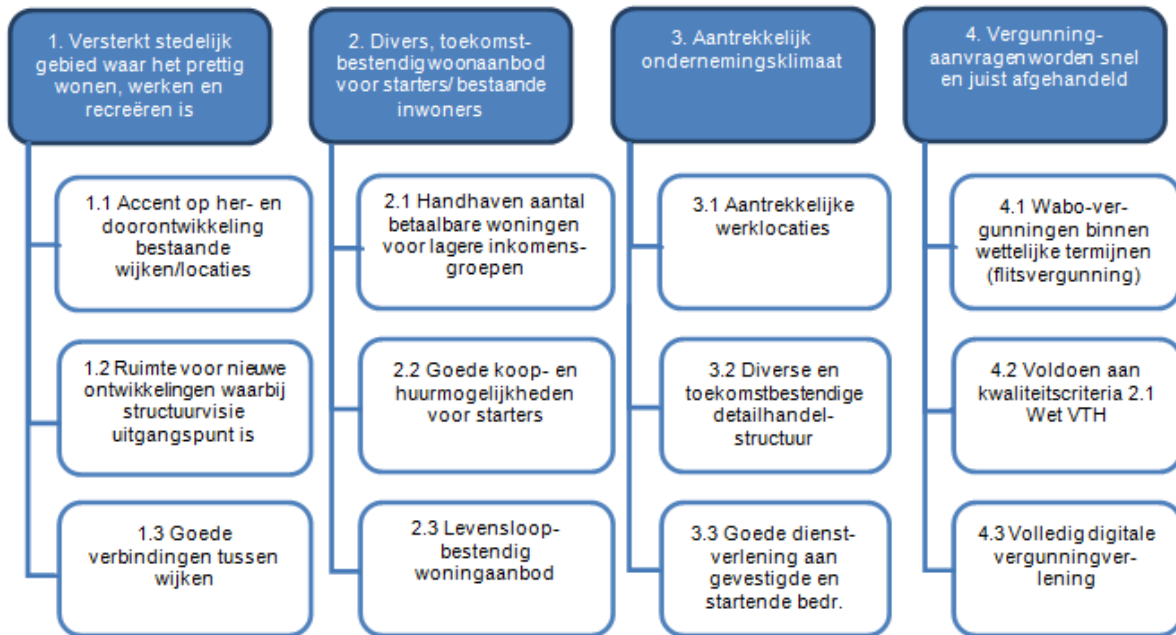 1. Versterkt stedelijk
gebied waar het prettig
wonen, werken en
recreëren is
1.1 Accent op her- en
doorontwikkeling
bestaande
wijken/locaties
1.2 Ruimte voor nieuwe
ontwikkelingen waarbij
structuurvisie
uitgangspunt is
1.3 Goede
verbindingen tussen
wijken
2. Divers, toekomst-
bestendig woonaanbod
voor starters/ bestaande
inwoners
2.1 Handhaven aantal
betaalbare woningen
voor lagere inkomens-
groepen
2.2 Goede koop- en
huurmogelijkheden
voor starters
2.3 Levensloop-
bestendig
woningaanbod
3. Aantrekkelijk
ondernemingsklimaat
3.1 Aantrekkelijke
werklocaties
3.2 Diverse en
toekomstbestendige
detailhandel-
structuur
3.3 Goede dienst-
verlening aan
gevestigde en
startende bedr.
4. Vergunning-
aanvragen worden snel
en juist afgehandeld
4.1 Wabo-ver-
gunningen binnen
wettelijke termijnen
(flitsvergunning)
4.2 Voldoen aan
kwaliteitscriteria 2.1
Wet VTH
4.3 Volledig digitale
vergunningver-
lening